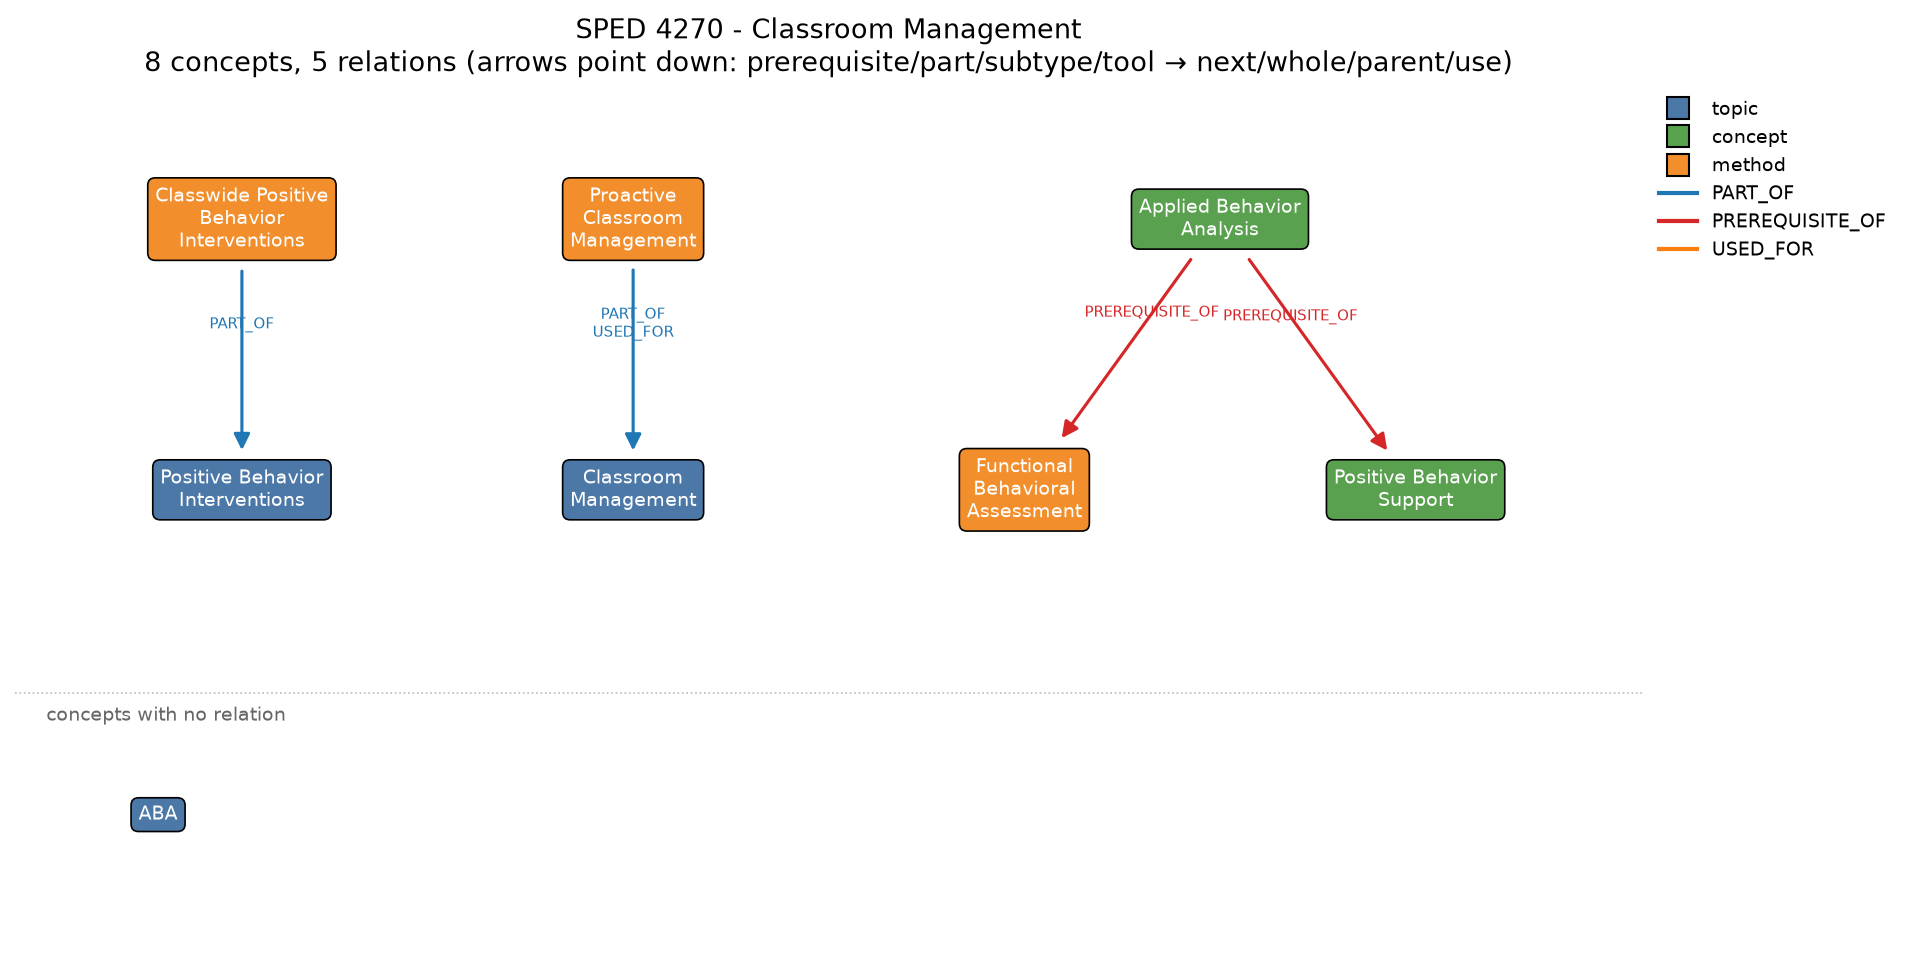 SPED 4270 - Classroom Management
8 concepts, 5 relations (arrows point down: prerequisite/part/subtype/tool → next/whole/parent/use)
topic
concept
method
PART_OF
PREREQUISITE_OF
USED_FOR
Classwide Positive
Behavior
Interventions
Proactive
Classroom
Management
Applied Behavior
Analysis
PART_OF
PART_OF
USED_FOR
PREREQUISITE_OF
PREREQUISITE_OF
Positive Behavior
Interventions
Classroom
Management
Functional
Behavioral
Assessment
Positive Behavior
Support
concepts with no relation
ABA